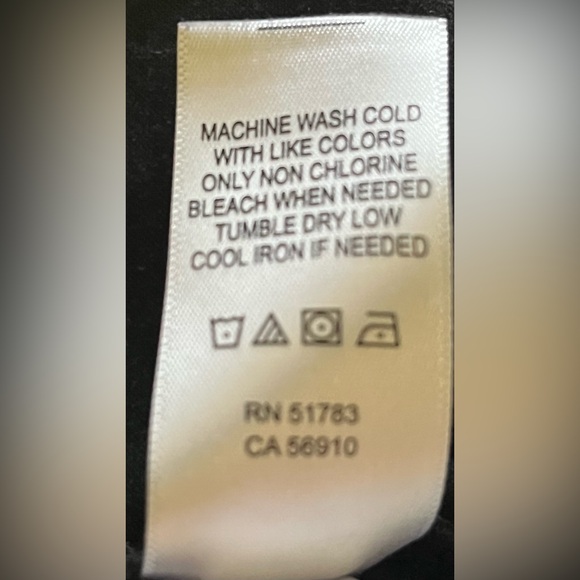 MACHINE WASH COLD
WITH LIKE COLORS
ONLY NON CHLORINE
BLEACH WHEN NEEDED
TUMBLE DRY LOW
COOL IRON IF NEEDED
RN 51783
CA 56910